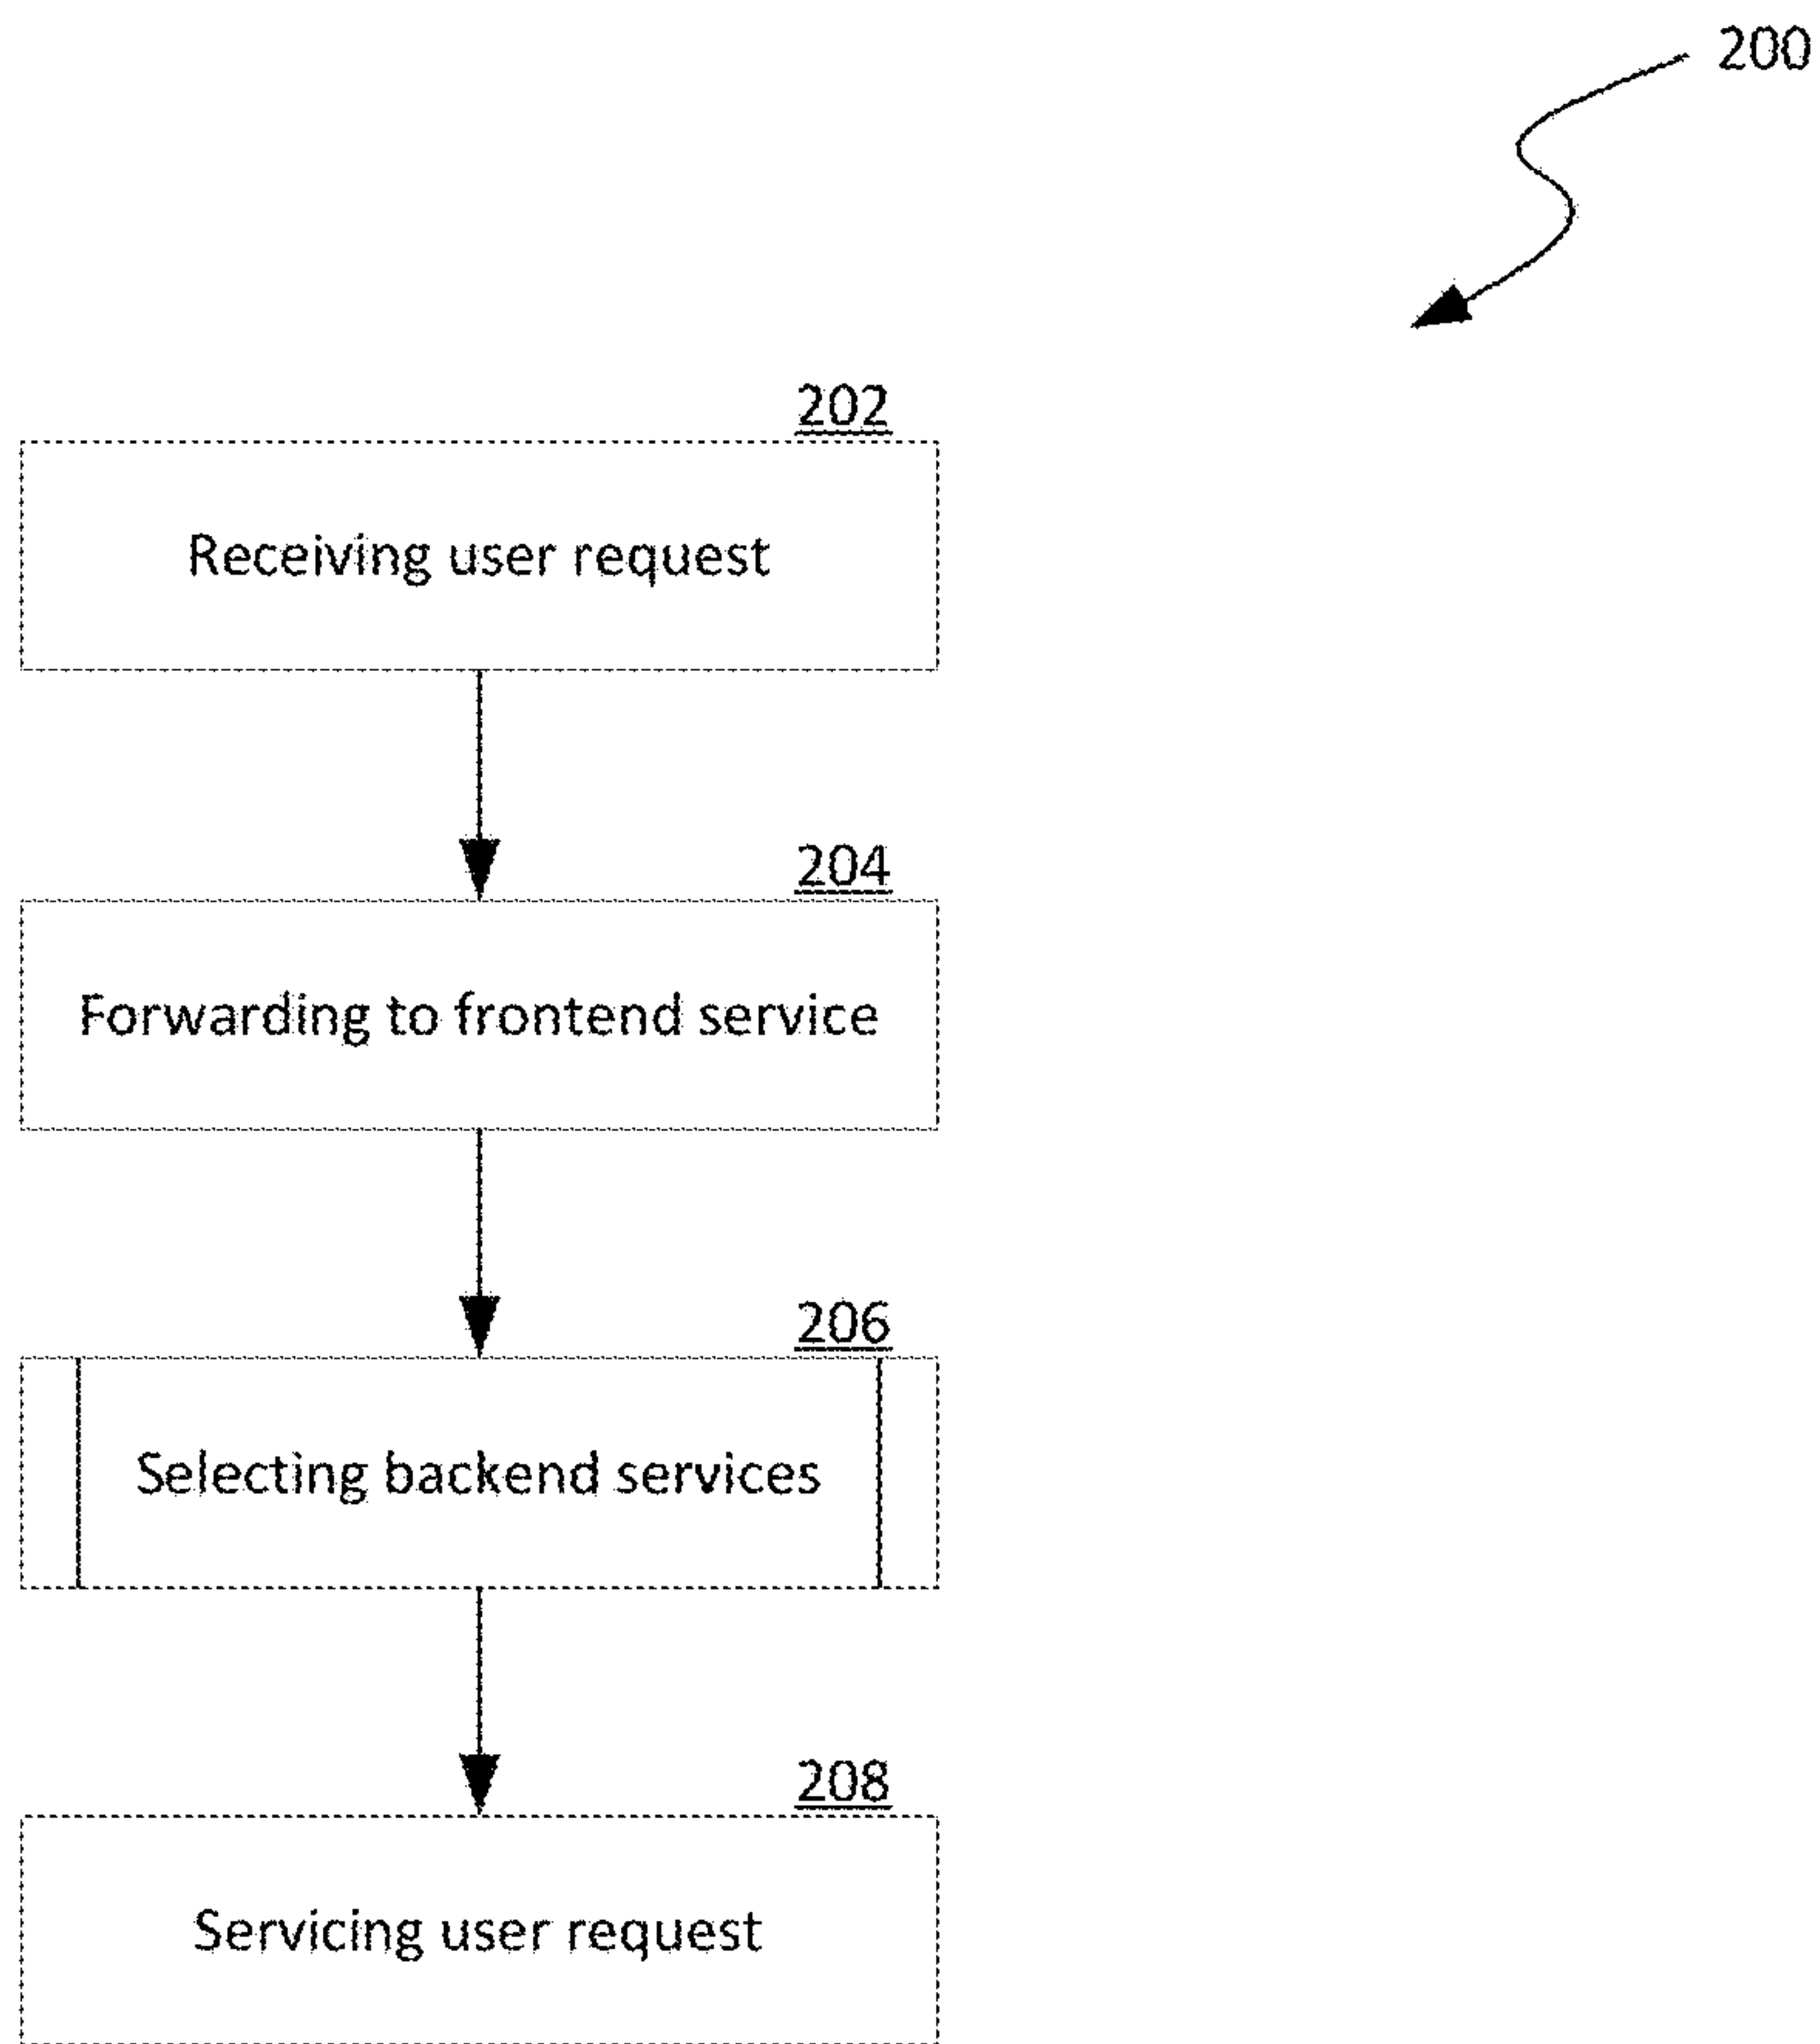 200
202
Receiving user request
204
Forwarding to frontend service
206
Selecting backend services
208
Servicing user request